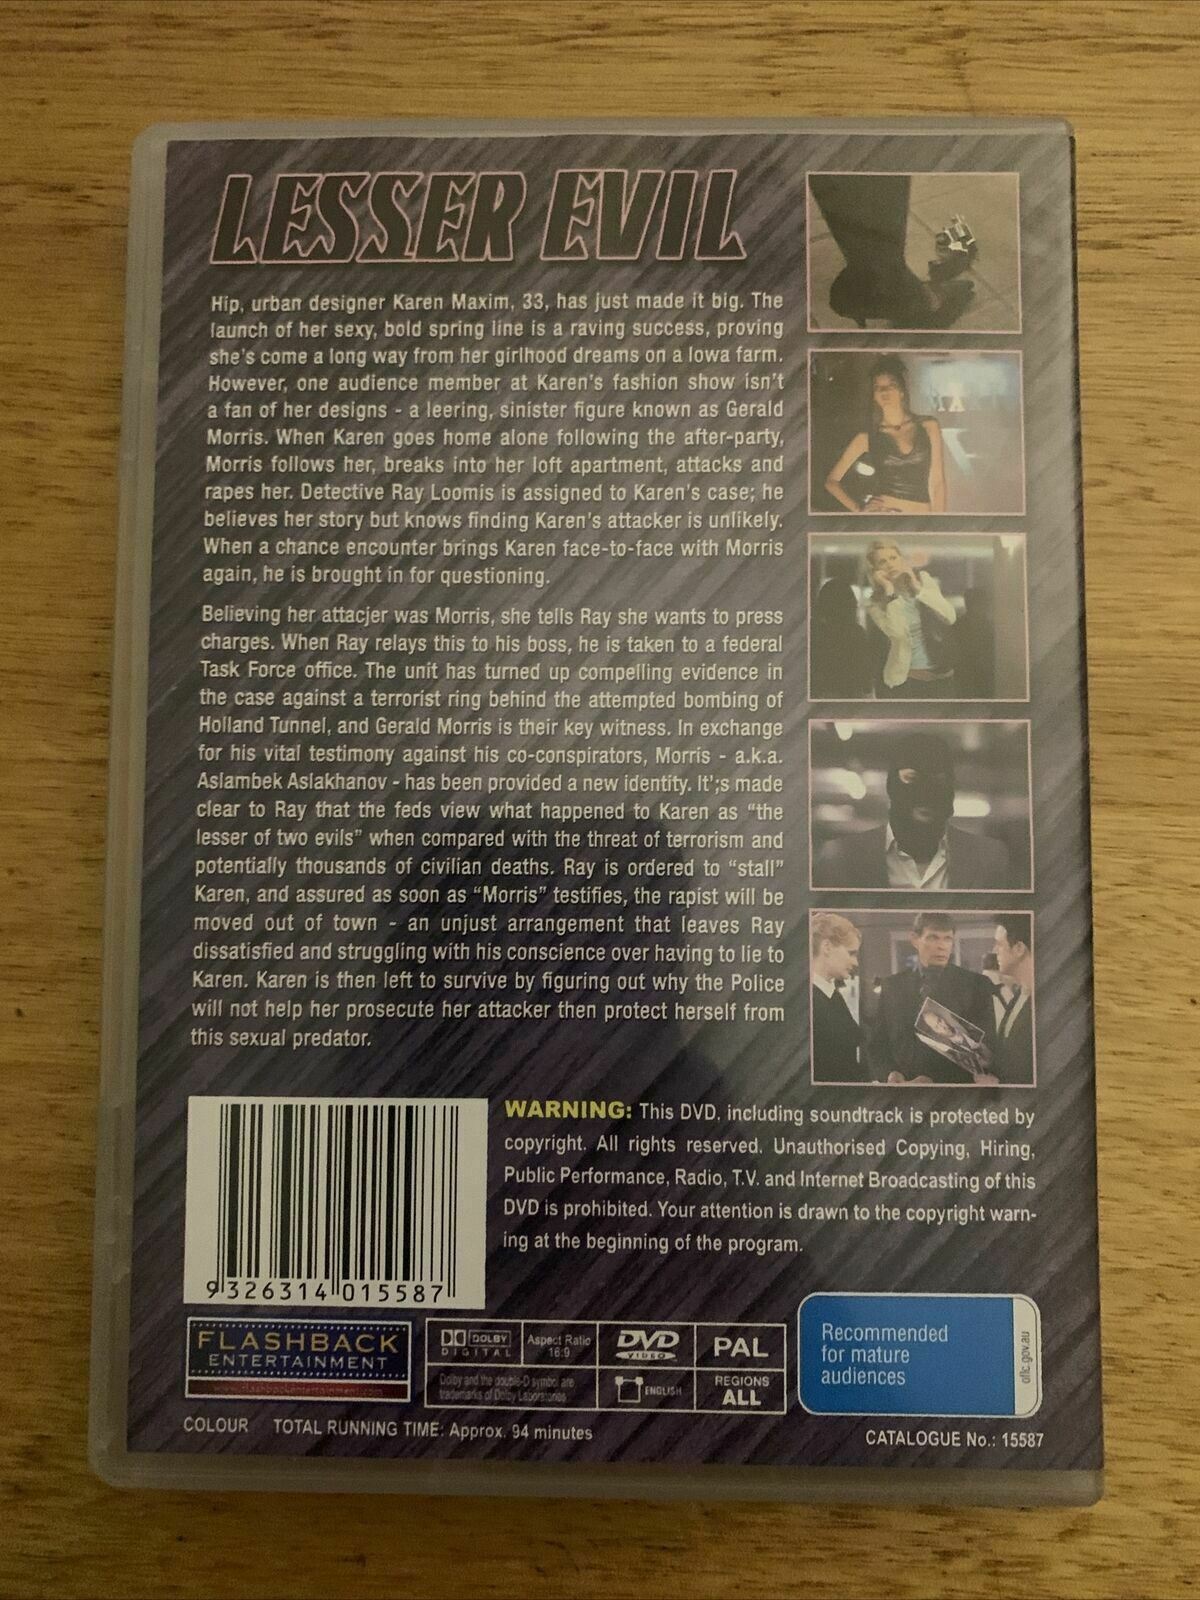 LESSER EVIL
Hip, urban designer Karen Maxim, 33, has just made it big. The
launch of her sexy, bold spring line is a raving success, proving
she's come a long way from her girlhood dreams on a Iowa farm.
However, one audience member at Karen's fashion show isn't
a fan of her designs - a leering, sinister figure known as Gerald
Morris. When Karen goes home alone following the after-party,
Morris follows her, breaks into her loft apartment, attacks and
rapes her. Detective Ray Loomis is assigned to Karen's case; he
believes her story but knows finding Karen's attacker is unlikely.
When a chance encounter brings Karen face-to-face with Morris
again, he is brought in for questioning.
Believing her attacjer was Morris, she tells Ray she wants to press
charges. When Ray relays this to his boss, he is taken to a federal
Task Force office. The unit has turned up compelling evidence in
the case against a terrorist ring behind the attempted bombing of
Holland Tunnel, and Gerald Morris is their key witness. In exchange
for his vital testimony against his co-conspirators, Morris - a.k.a.
Aslambek Aslakhanov - has been provided a new identity. It';s made
clear to Ray that the feds view what happened to Karen as "the
lesser of two evils" when compared with the threat of terrorism and
potentially thousands of civilian deaths. Ray is ordered to "stall"
Karen, and assured as soon as "Morris" testifies, the rapist will be
moved out of town - an unjust arrangement that leaves Ray
dissatisfied and struggling with his conscience over having to lie to
Karen. Karen is then left to survive by figuring out why the Police
will not help her prosecute her attacker then protect herself from
this sexual predator.
WARNING: This DVD, including soundtrack is protected by
copyright. All rights reserved. Unauthorised Copying, Hiring,
Public Performance, Radio, T.V. and Internet Broadcasting of this
DVD is prohibited. Your attention is drawn to the copyright warn-
ing at the beginning of the program.
9 326314 015587
FLASHBACK
ENTERTAINMENT
www.flashbackentertainment.com
DOLBY
DIGITAL
Aspect Ratio
16:9
DVD
VIDEO
PAL
Dolby and the double-D symbol are
trademarks of Dolby Laboratories
ENGLISH
REGIONS
ALL
Recommended
for mature
audiences
oflc.gov.au
COLOUR TOTAL RUNNING TIME: Approx. 94 minutes
CATALOGUE No.: 15587